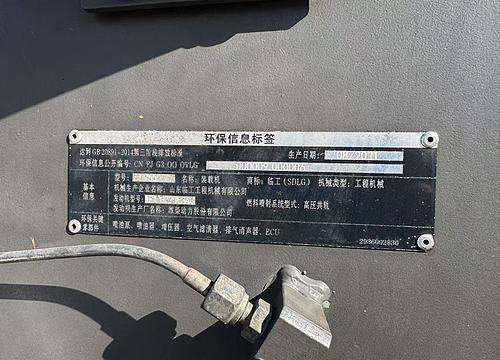 环保信息标签
达到GB20891-2014第三阶段排放标准 生产日期: 08/2021
环保信息公开编号: CN FJ G3 00 0VLG 000009 000006
型号: 名称: 装载机 商标: 临工(SDLG) 机械类型: 工程机械
基本信息
机械生产企业名称: 山东临工工程机械有限公司
发动机型号: 燃料喷射系统型式: 高压共轨
发动机生产厂名称: 潍柴动力股份有限公司
环保关键零部件
喷油泵、喷油器、增压器、空气滤清器、排气消声器、ECU
2936002830